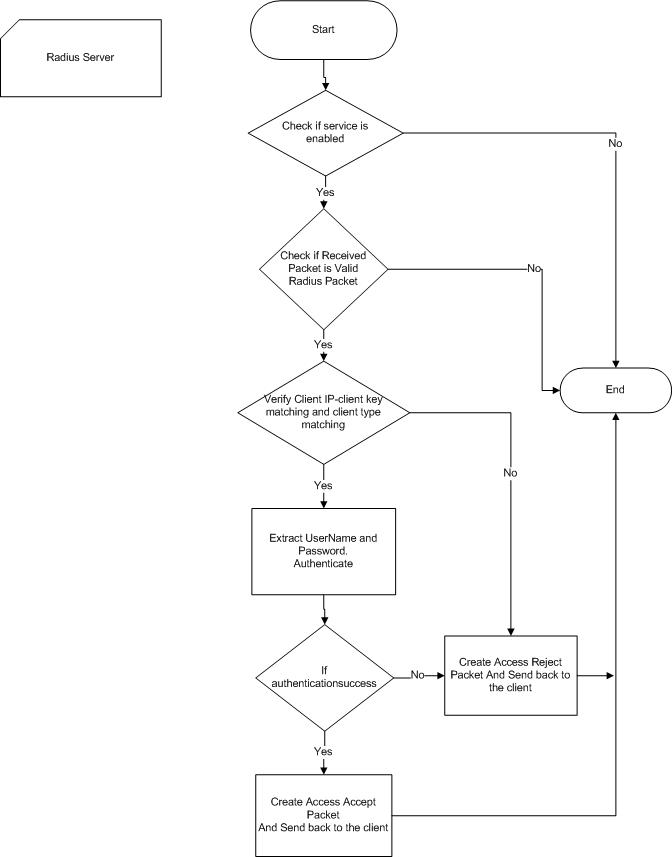 Radius Server
Start
Check if service is
enabled
No
Yes
Check if Received
Packet is Valid
Radius Packet
No
Yes
End
Verify Client IP-client key
matching and client type
matching
No
Yes
Extract UserName and
Password.
Authenticate
If
authenticationsuccess
No
Create Access Reject
Packet And Send back to
the client
Yes
Create Access Accept
Packet
And Send back to the client